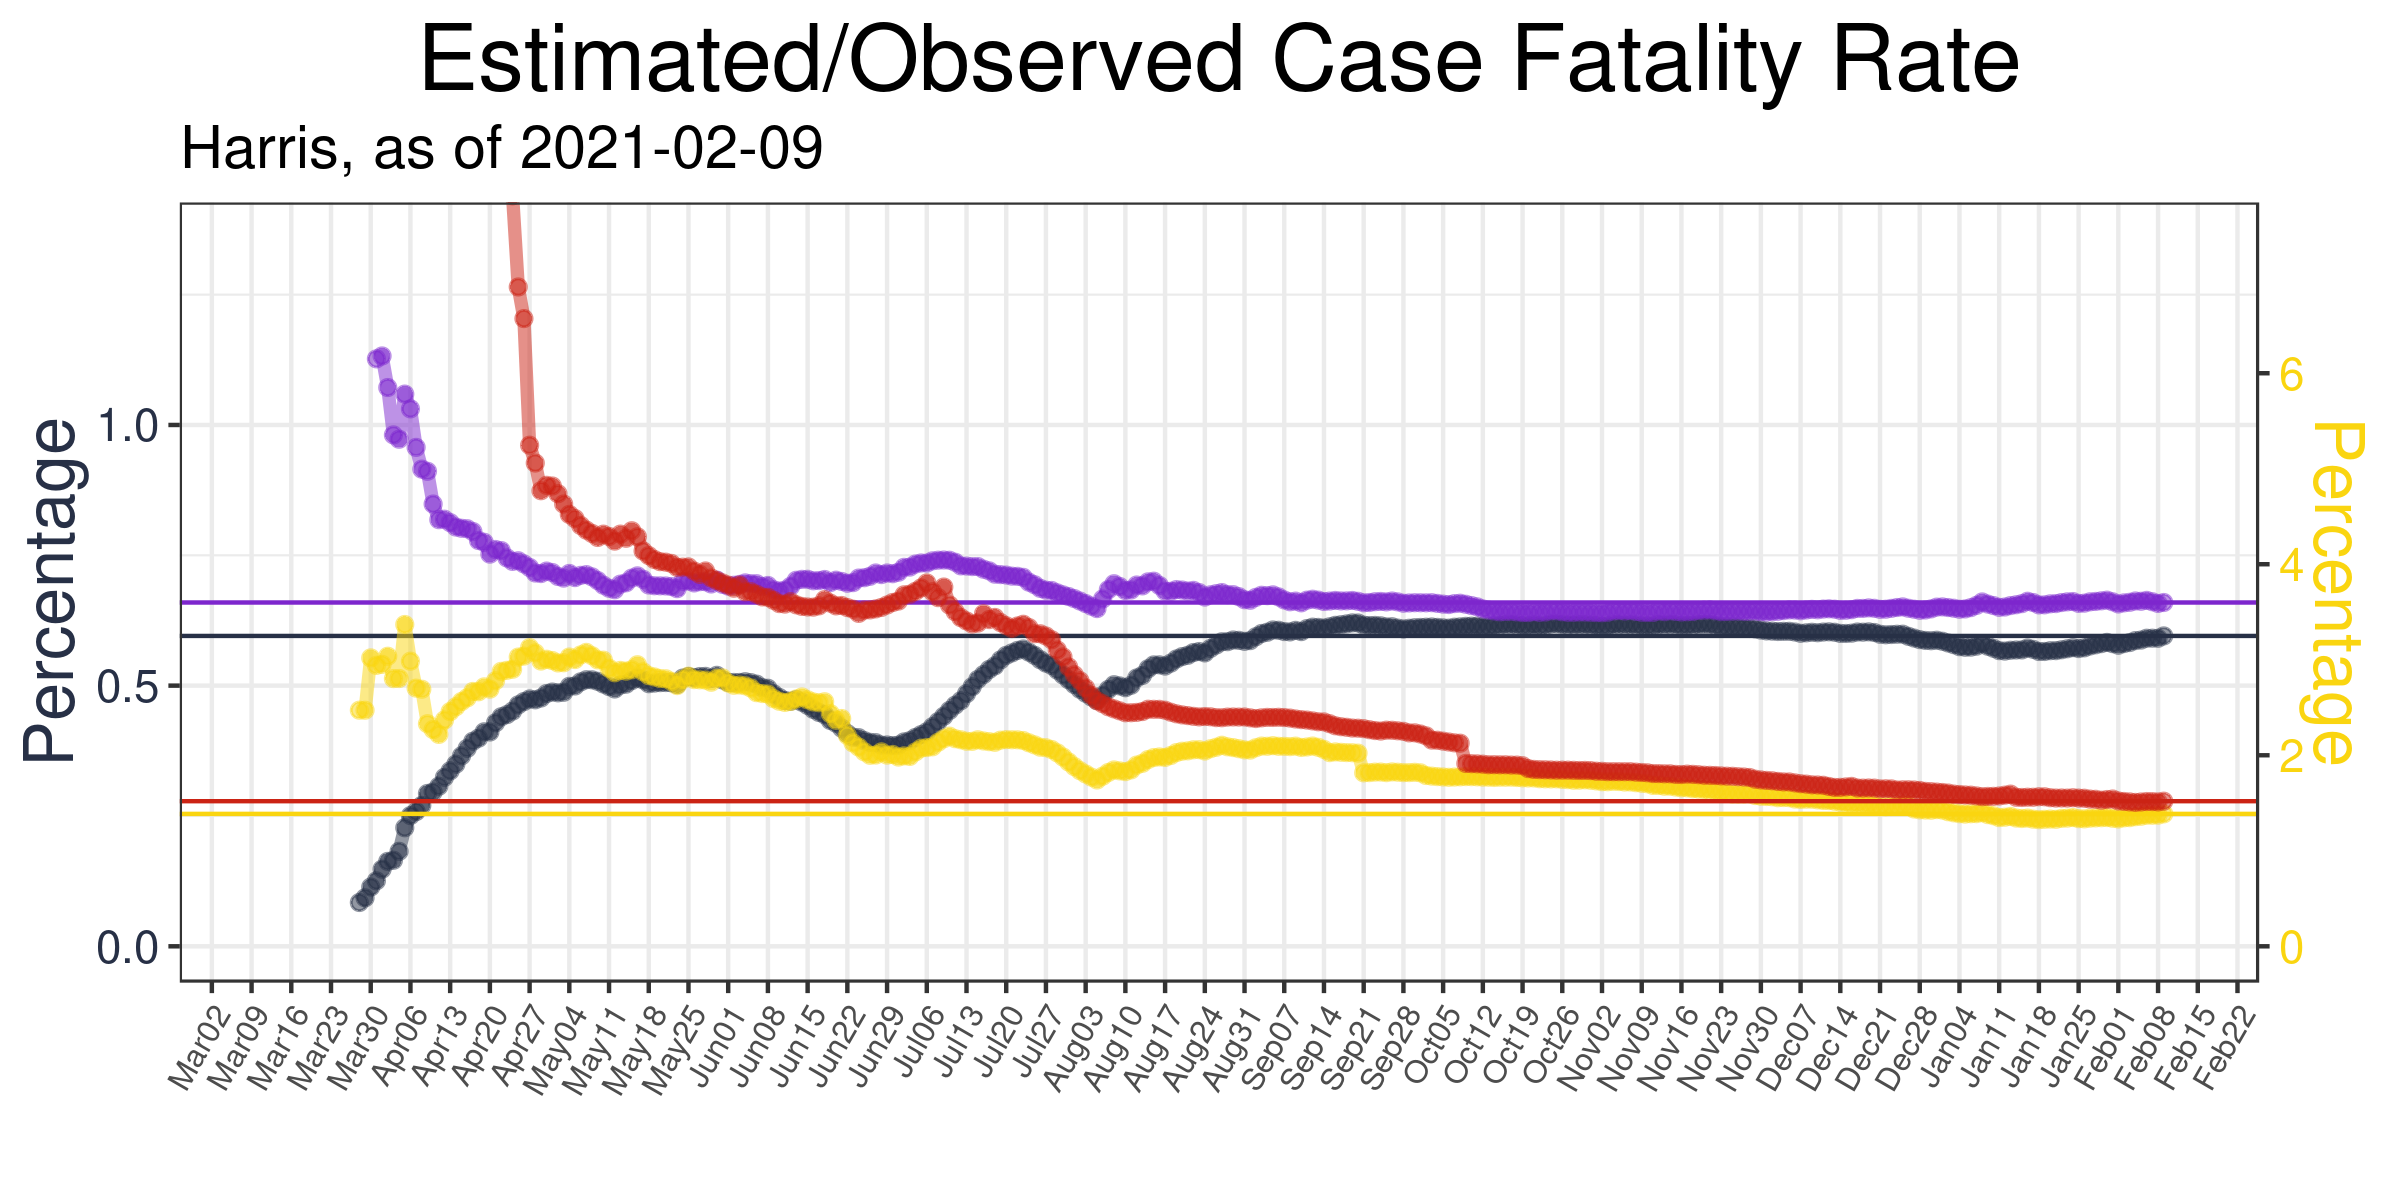 Estimated/Observed Case Fatality Rate
Harris, as of 2021-02-09
Percentage
1.0
0.5
0.0
6
4
2
0
Percentage
Mar02 Mar09 Mar16 Mar23 Mar30 Apr06 Apr13 Apr20 Apr27 May04 May11 May18 May25 Jun01 Jun08 Jun15 Jun22 Jun29 Jul06 Jul13 Jul20 Jul27 Aug03 Aug10 Aug17 Aug24 Aug31 Sep07 Sep14 Sep21 Sep28 Oct05 Oct12 Oct19 Oct26 Nov02 Nov09 Nov16 Nov23 Nov30 Dec07 Dec14 Dec21 Dec28 Jan04 Jan11 Jan18 Jan25 Feb01 Feb08 Feb15 Feb22